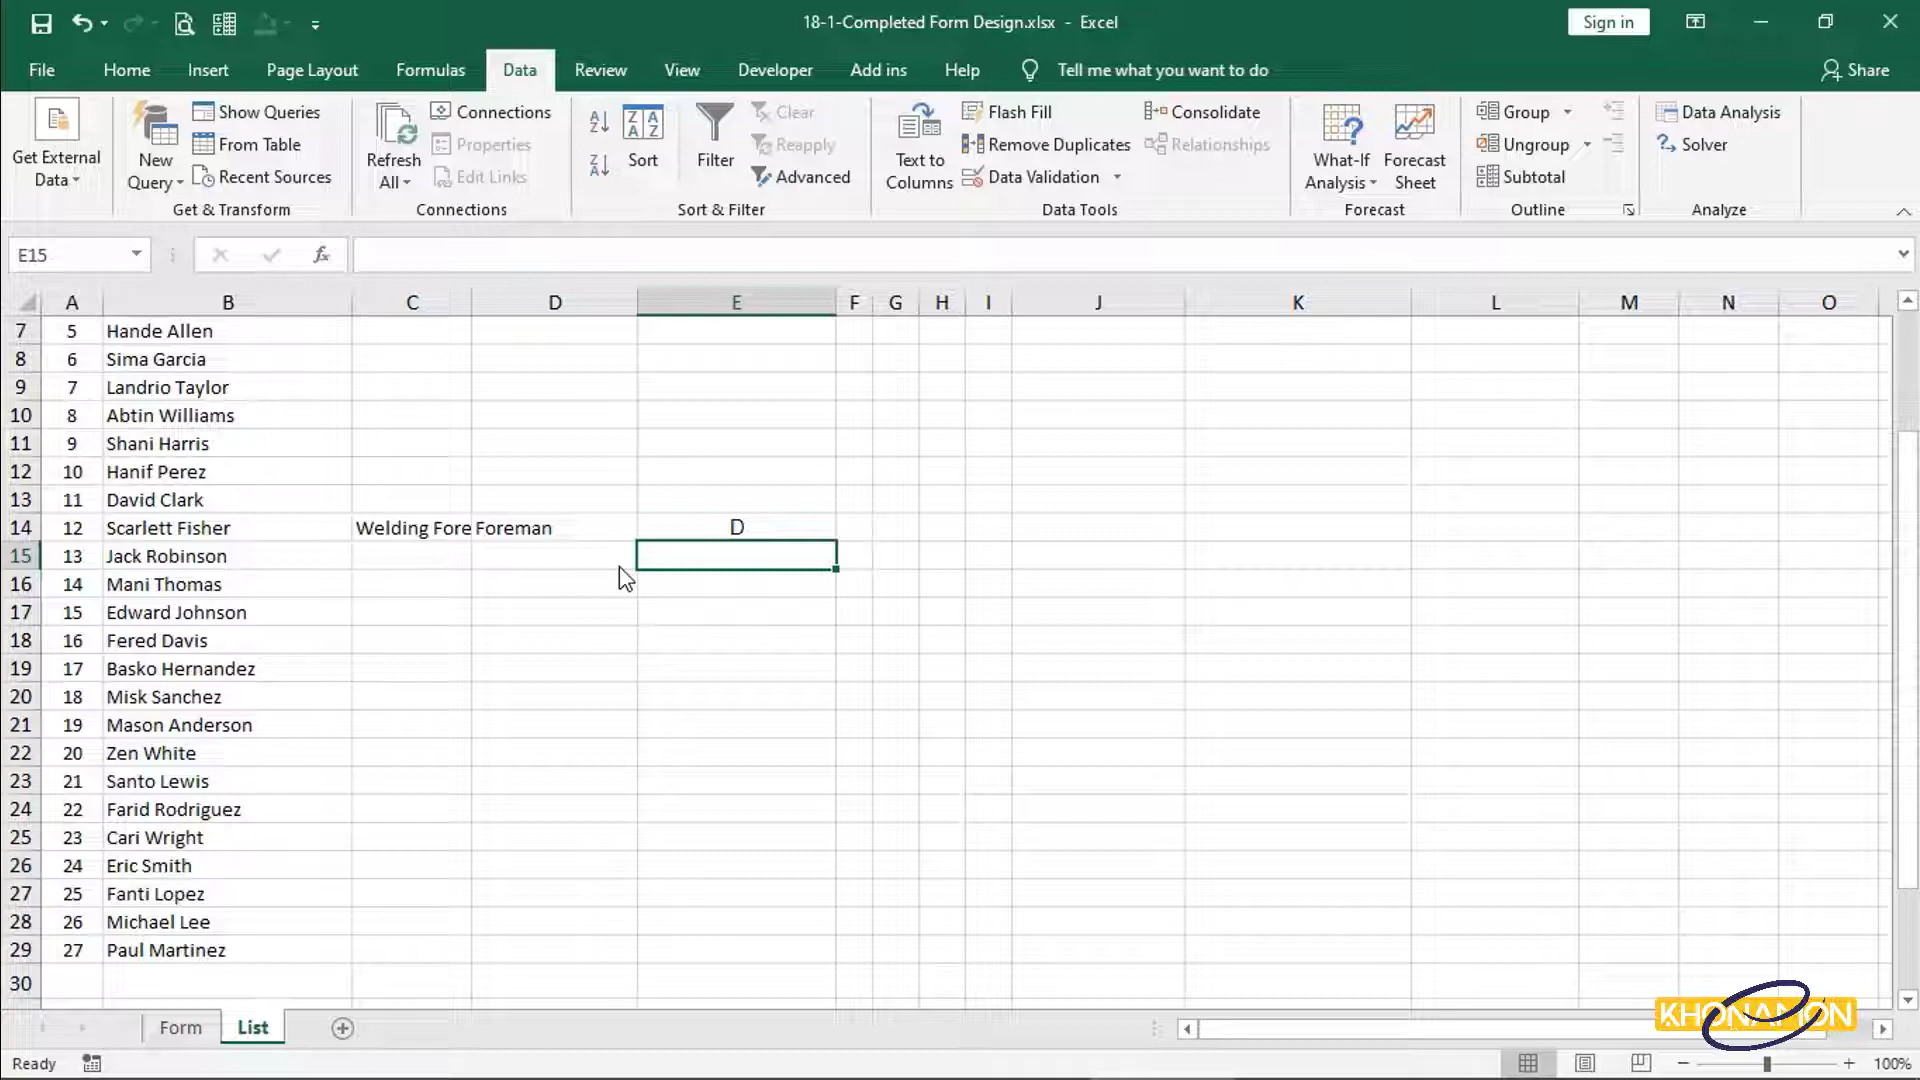 18-1-Completed Form Design.xlsx - Excel
Sign in
File Home Insert Page Layout Formulas Data Review View Developer Add ins Help Tell me what you want to do Share
Get External Data
New Query
Show Queries
From Table
Recent Sources
Get & Transform
Refresh All
Connections
Properties
Edit Links
Connections
Sort
Filter
Clear
Reapply
Advanced
Sort & Filter
Text to Columns
Flash Fill
Remove Duplicates
Data Validation
Consolidate
Relationships
Data Tools
What-If Analysis
Forecast Sheet
Forecast
Group
Ungroup
Subtotal
Outline
Data Analysis
Solver
Analyze
E15
fx
A B C D E F G H I J K L M N O
7 5 Hande Allen
8 6 Sima Garcia
9 7 Landrio Taylor
10 8 Abtin Williams
11 9 Shani Harris
12 10 Hanif Perez
13 11 David Clark
14 12 Scarlett Fisher Welding Fore Foreman D
15 13 Jack Robinson
16 14 Mani Thomas
17 15 Edward Johnson
18 16 Fered Davis
19 17 Basko Hernandez
20 18 Misk Sanchez
21 19 Mason Anderson
22 20 Zen White
23 21 Santo Lewis
24 22 Farid Rodriguez
25 23 Cari Wright
26 24 Eric Smith
27 25 Fanti Lopez
28 26 Michael Lee
29 27 Paul Martinez
30
KHONAMON
Form List
Ready 100%